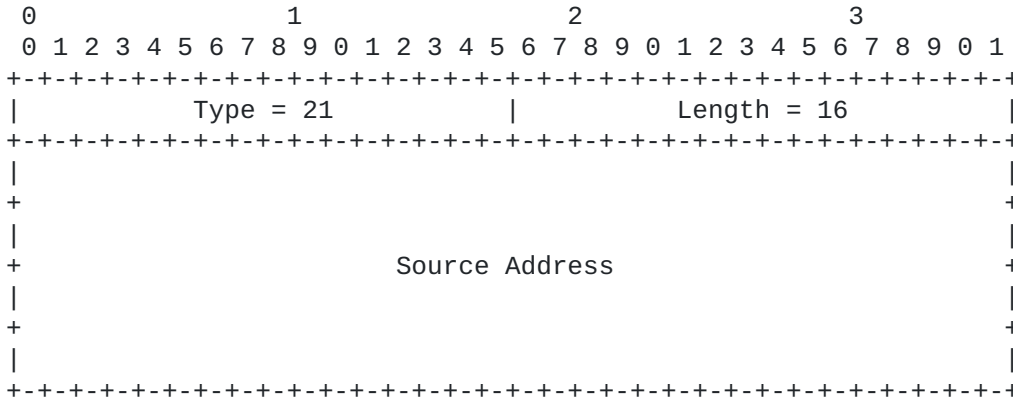 0                   1                   2                   3
 0 1 2 3 4 5 6 7 8 9 0 1 2 3 4 5 6 7 8 9 0 1 2 3 4 5 6 7 8 9 0 1
+-+-+-+-+-+-+-+-+-+-+-+-+-+-+-+-+-+-+-+-+-+-+-+-+-+-+-+-+-+-+-+-+
|           Type = 21           |          Length = 16          |
+-+-+-+-+-+-+-+-+-+-+-+-+-+-+-+-+-+-+-+-+-+-+-+-+-+-+-+-+-+-+-+-+
|                                                               |
+                                                               +
|                                                               |
+                        Source Address                         +
|                                                               |
+                                                               +
|                                                               |
+-+-+-+-+-+-+-+-+-+-+-+-+-+-+-+-+-+-+-+-+-+-+-+-+-+-+-+-+-+-+-+-+